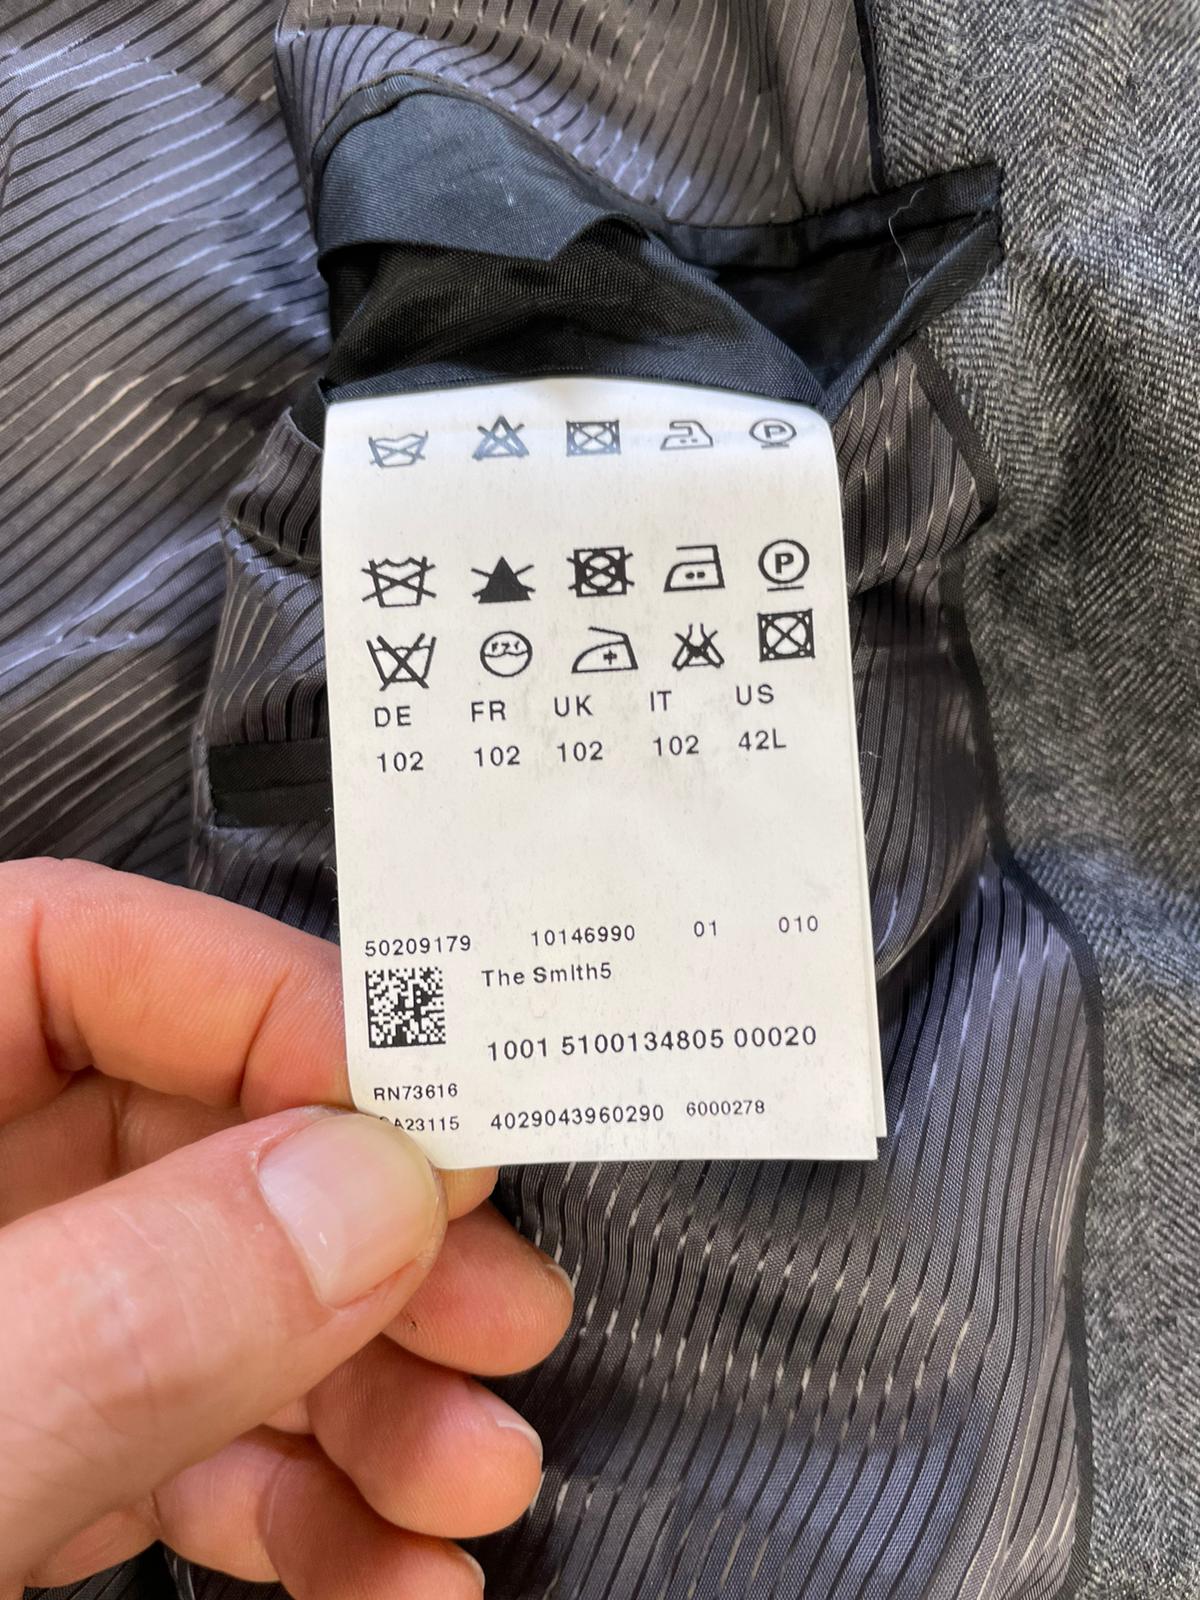 P
P
DE FR UK IT US
102 102 102 102 42L
50209179 10146990 01 010
The Smith5
1001 5100134805 00020
RN73616
A23115 4029043960290 6000278